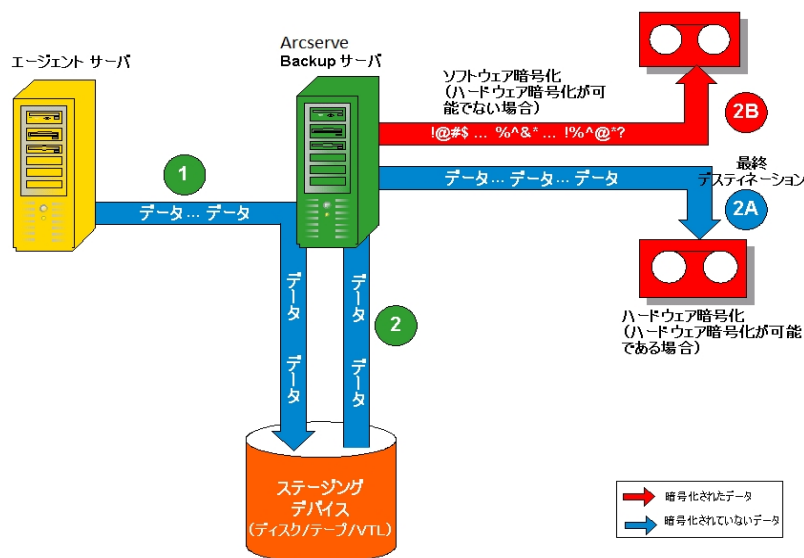 エージェント サーバ
Arcserve
Backup サーバ
ソフトウェア暗号化
(ハードウェア暗号化が可
能でない場合)
!@#$ ... %^&* ... !%^@*?
2B
1
データ... データ
データ...データ...データ
最終
デスティネーション
2A
データ
データ
データ
データ
2
ハードウェア暗号化
(ハードウェア暗号化が可能
である場合)
ステージング
デバイス
(ディスク/テープ/VTL)
暗号化されたデータ
暗号化されていないデータ